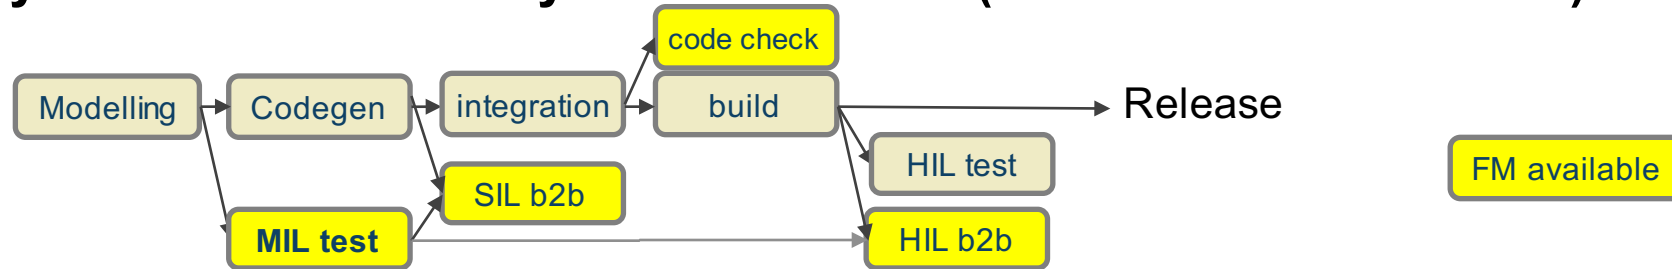 code check
Modelling
Codegen
integration
build
Release
HIL test
FM available
SIL b2b
MIL test
HIL b2b